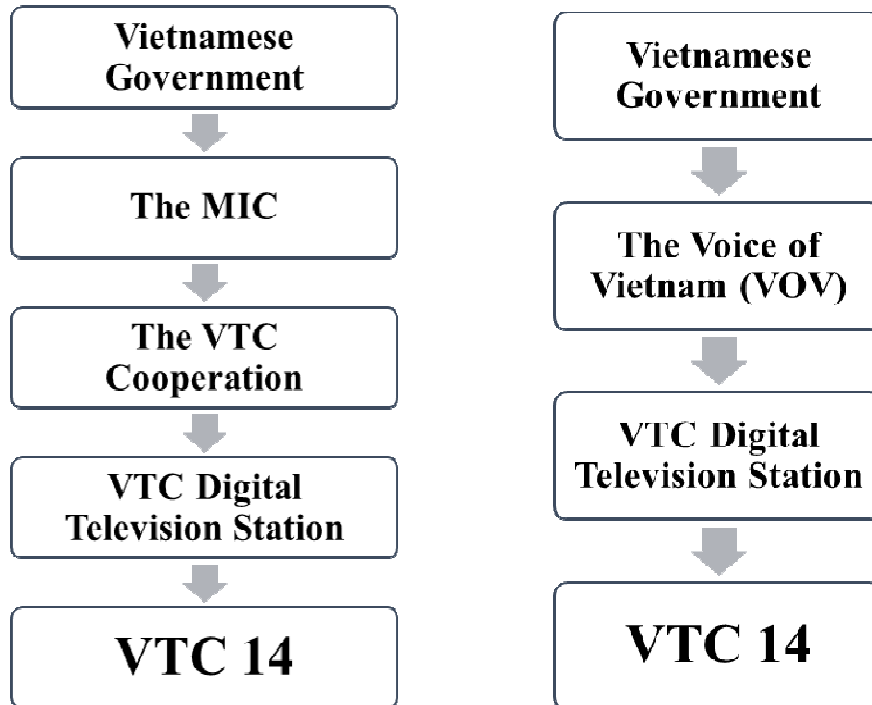 Vietnamese
Government
The MIC
The VTC
Cooperation
VTC Digital
Television Station
VTC 14
Vietnamese
Government
The Voice of
Vietnam (VOV)
VTC Digital
Television Station
VTC 14